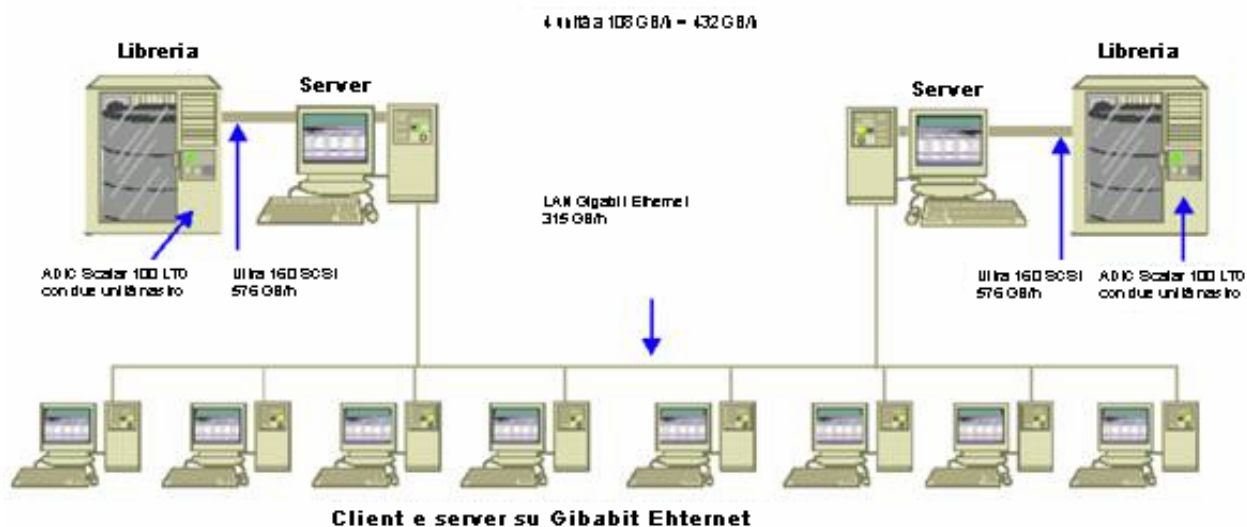 4 unità a 108 GB/h = 432 GB/h
Libreria
Server
Server
Libreria
LAN Gigabit Ethernet
315 GB/h
ADIC Scalar 100 LTO
con due unità nastro
Ultra 160 SCSI
576 GB/h
Ultra 160 SCSI
576 GB/h
ADIC Scalar 100 LTO
con due unità nastro
Client e server su Gibabit Ehternet